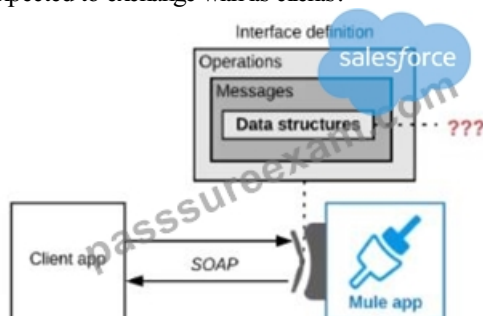 expected to exchange with its clients?
Interface definition
salesforce
Operations
Messages
Data structures
???
passsureexam.com
Client app
SOAP
Mule app